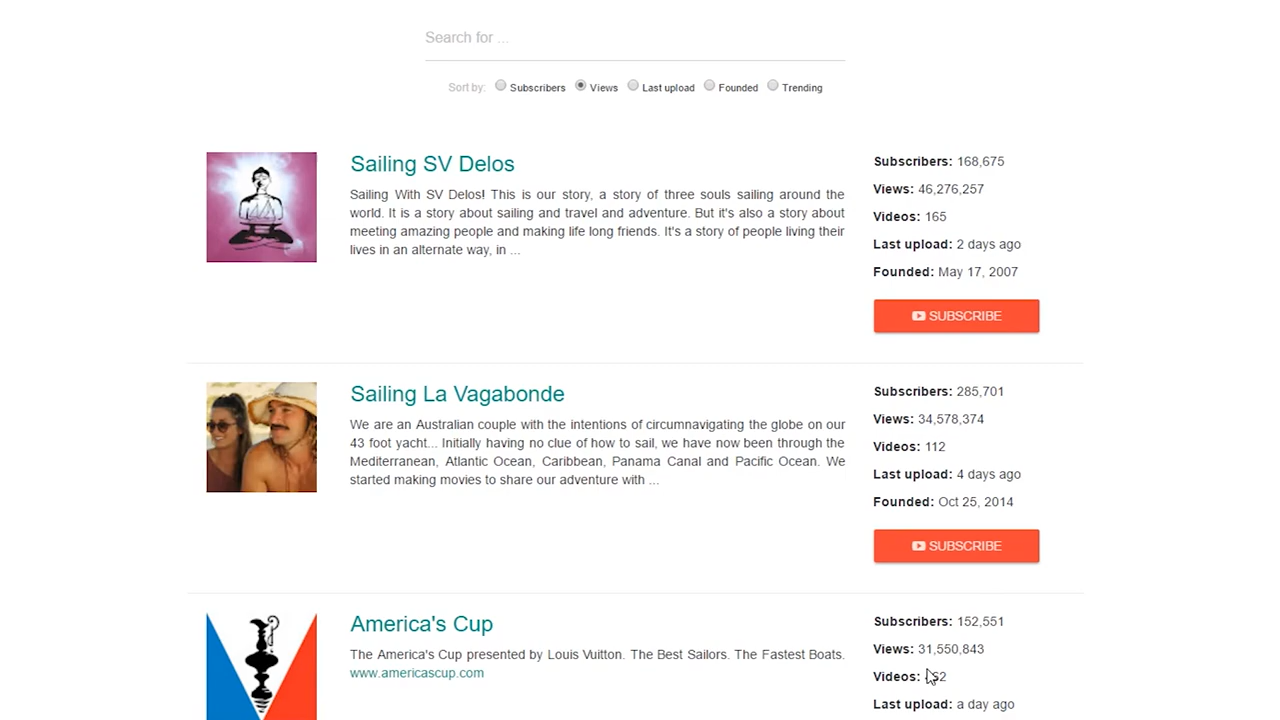 Search for ...
Sort by: Subscribers Views Last upload Founded Trending
Sailing SV Delos
Sailing With SV Delos! This is our story, a story of three souls sailing around the
world. It is a story about sailing and travel and adventure. But it's also a story about
meeting amazing people and making life long friends. It's a story of people living their
lives in an alternate way, in ...
Subscribers: 168,675
Views: 46,276,257
Videos: 165
Last upload: 2 days ago
Founded: May 17, 2007
SUBSCRIBE
Sailing La Vagabonde
We are an Australian couple with the intentions of circumnavigating the globe on our
43 foot yacht... Initially having no clue of how to sail, we have now been through the
Mediterranean, Atlantic Ocean, Caribbean, Panama Canal and Pacific Ocean. We
started making movies to share our adventure with ...
Subscribers: 285,701
Views: 34,578,374
Videos: 112
Last upload: 4 days ago
Founded: Oct 25, 2014
SUBSCRIBE
America's Cup
The America's Cup presented by Louis Vuitton. The Best Sailors. The Fastest Boats.
www.americascup.com
Subscribers: 152,551
Views: 31,550,843
Videos:
Last upload: a day ago